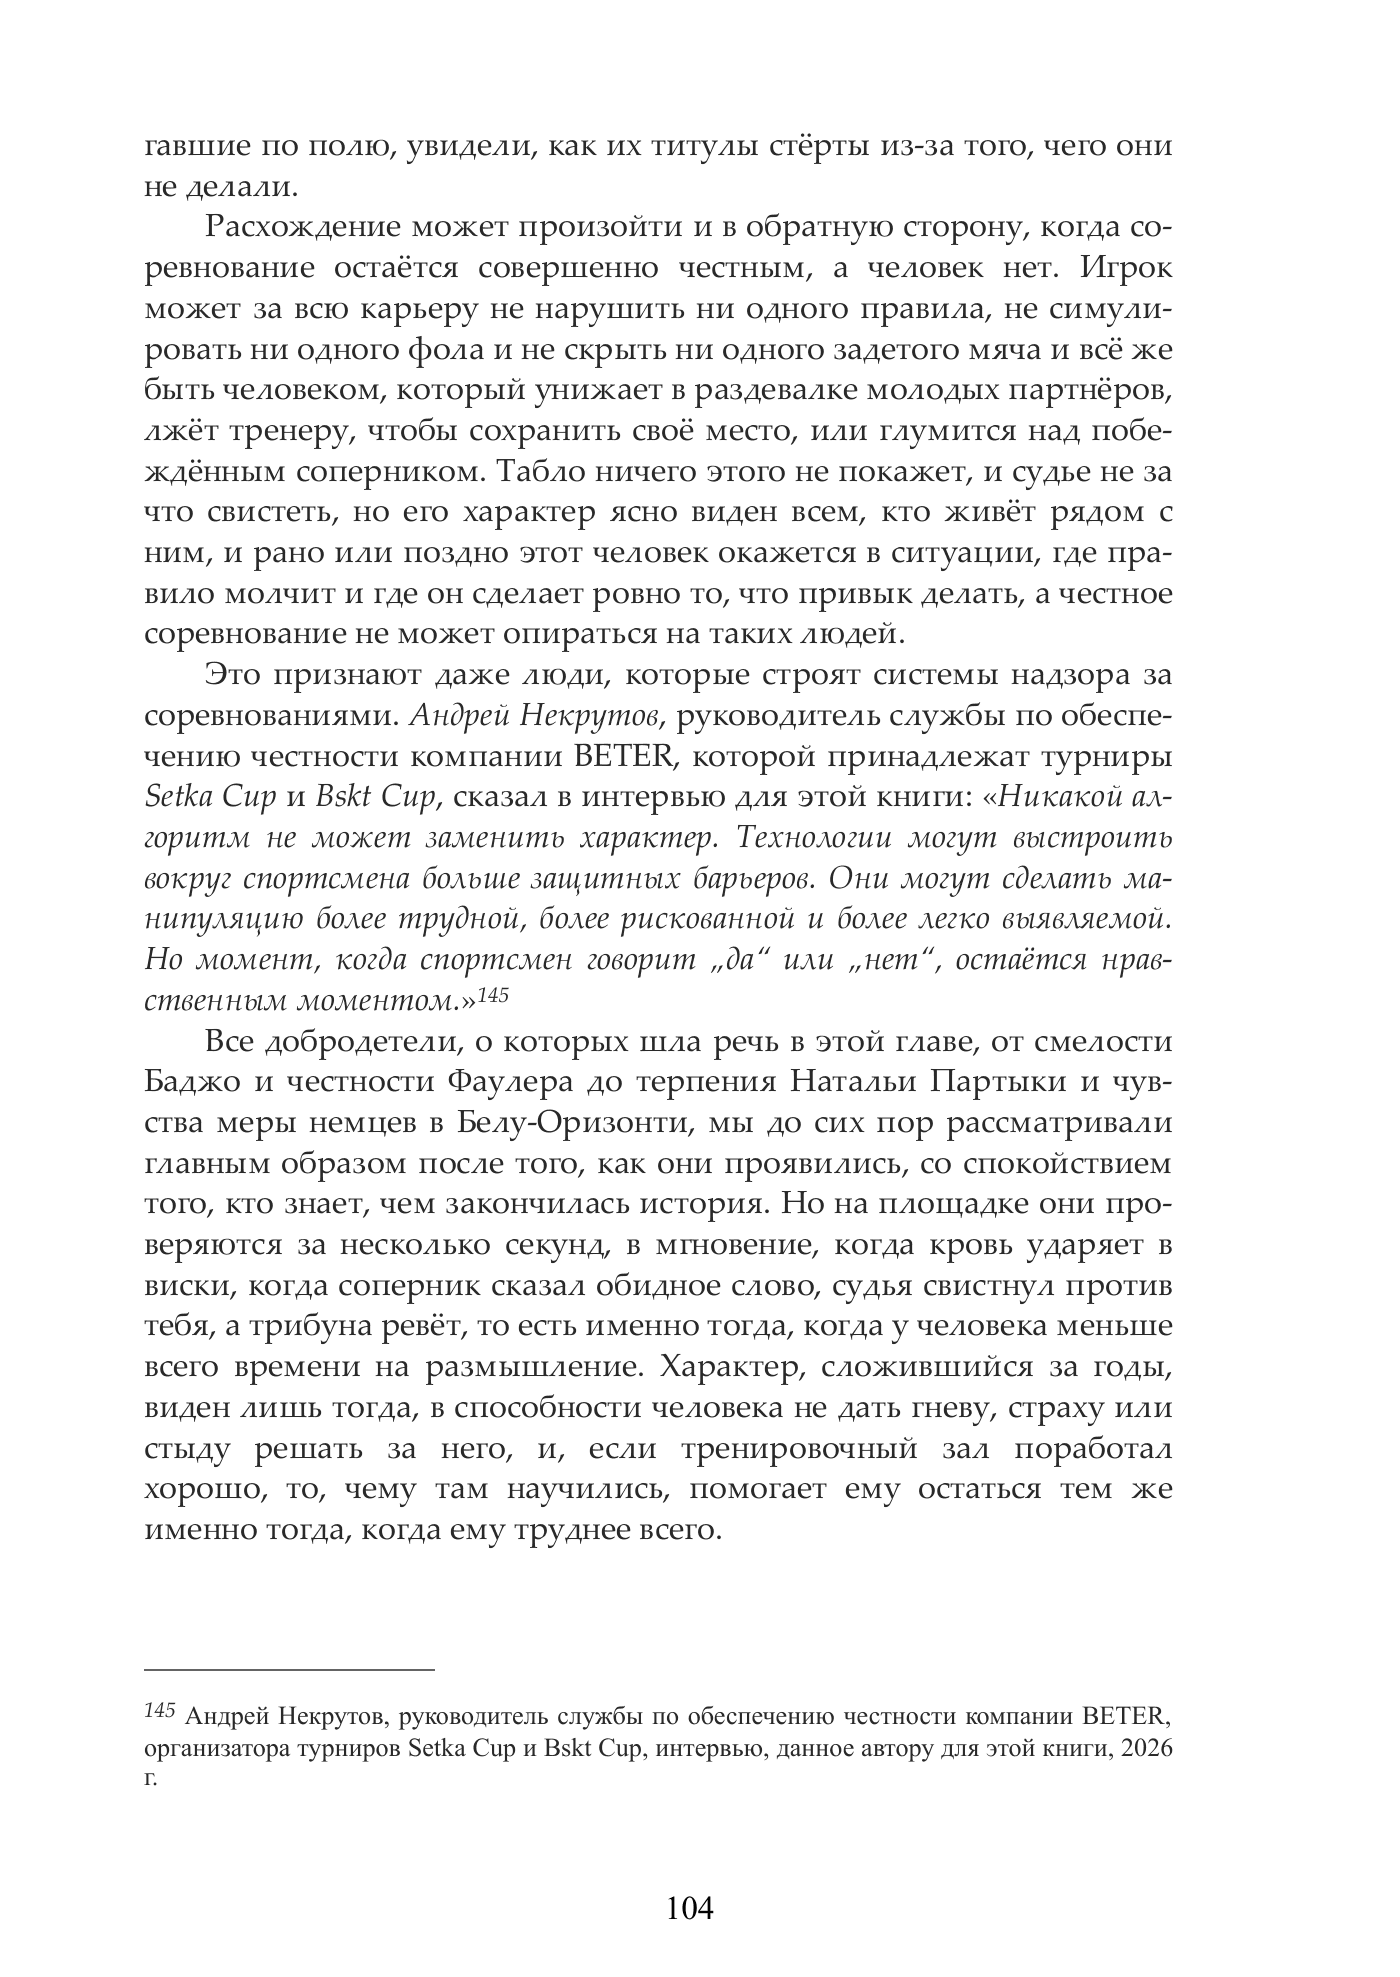 гавшие по полю, увидели, как их титулы стёрты из-за того, чего они
не делали.
Расхождение может произойти и в обратную сторону, когда со-
ревнование остаётся совершенно честным, а человек нет. Игрок
может за всю карьеру не нарушить ни одного правила, не симули-
ровать ни одного фола и не скрыть ни одного задетого мяча и всё же
быть человеком, который унижает в раздевалке молодых партнёров,
лжёт тренеру, чтобы сохранить своё место, или глумится над побе-
ждённым соперником. Табло ничего этого не покажет, и судье не за
что свистеть, но его характер ясно виден всем, кто живёт рядом с
ним, и рано или поздно этот человек окажется в ситуации, где пра-
вило молчит и где он сделает ровно то, что привык делать, а честное
соревнование не может опираться на таких людей.
Это признают даже люди, которые строят системы надзора за
соревнованиями. Андрей Некрутов, руководитель службы по обеспе-
чению честности компании BETER, которой принадлежат турниры
Setka Cup и Bskt Cup, сказал в интервью для этой книги: «Никакой ал-
горитм не может заменить характер. Технологии могут выстроить
вокруг спортсмена больше защитных барьеров. Они могут сделать ма-
нипуляцию более трудной, более рискованной и более легко выявляемой.
Но момент, когда спортсмен говорит „да“ или „нет“, остаётся нрав-
ственным моментом.»145
Все добродетели, о которых шла речь в этой главе, от смелости
Баджо и честности Фаулера до терпения Натальи Партыки и чув-
ства меры немцев в Белу-Оризонти, мы до сих пор рассматривали
главным образом после того, как они проявились, со спокойствием
того, кто знает, чем закончилась история. Но на площадке они про-
веряются за несколько секунд, в мгновение, когда кровь ударяет в
виски, когда соперник сказал обидное слово, судья свистнул против
тебя, а трибуна ревёт, то есть именно тогда, когда у человека меньше
всего времени на размышление. Характер, сложившийся за годы,
виден лишь тогда, в способности человека не дать гневу, страху или
стыду решать за него, и, если тренировочный зал поработал
хорошо, то, чему там научились, помогает ему остаться тем же
именно тогда, когда ему труднее всего.
145 Андрей Некрутов, руководитель службы по обеспечению честности компании BETER,
организатора турниров Setka Cup и Bskt Cup, интервью, данное автору для этой книги, 2026
г.
104